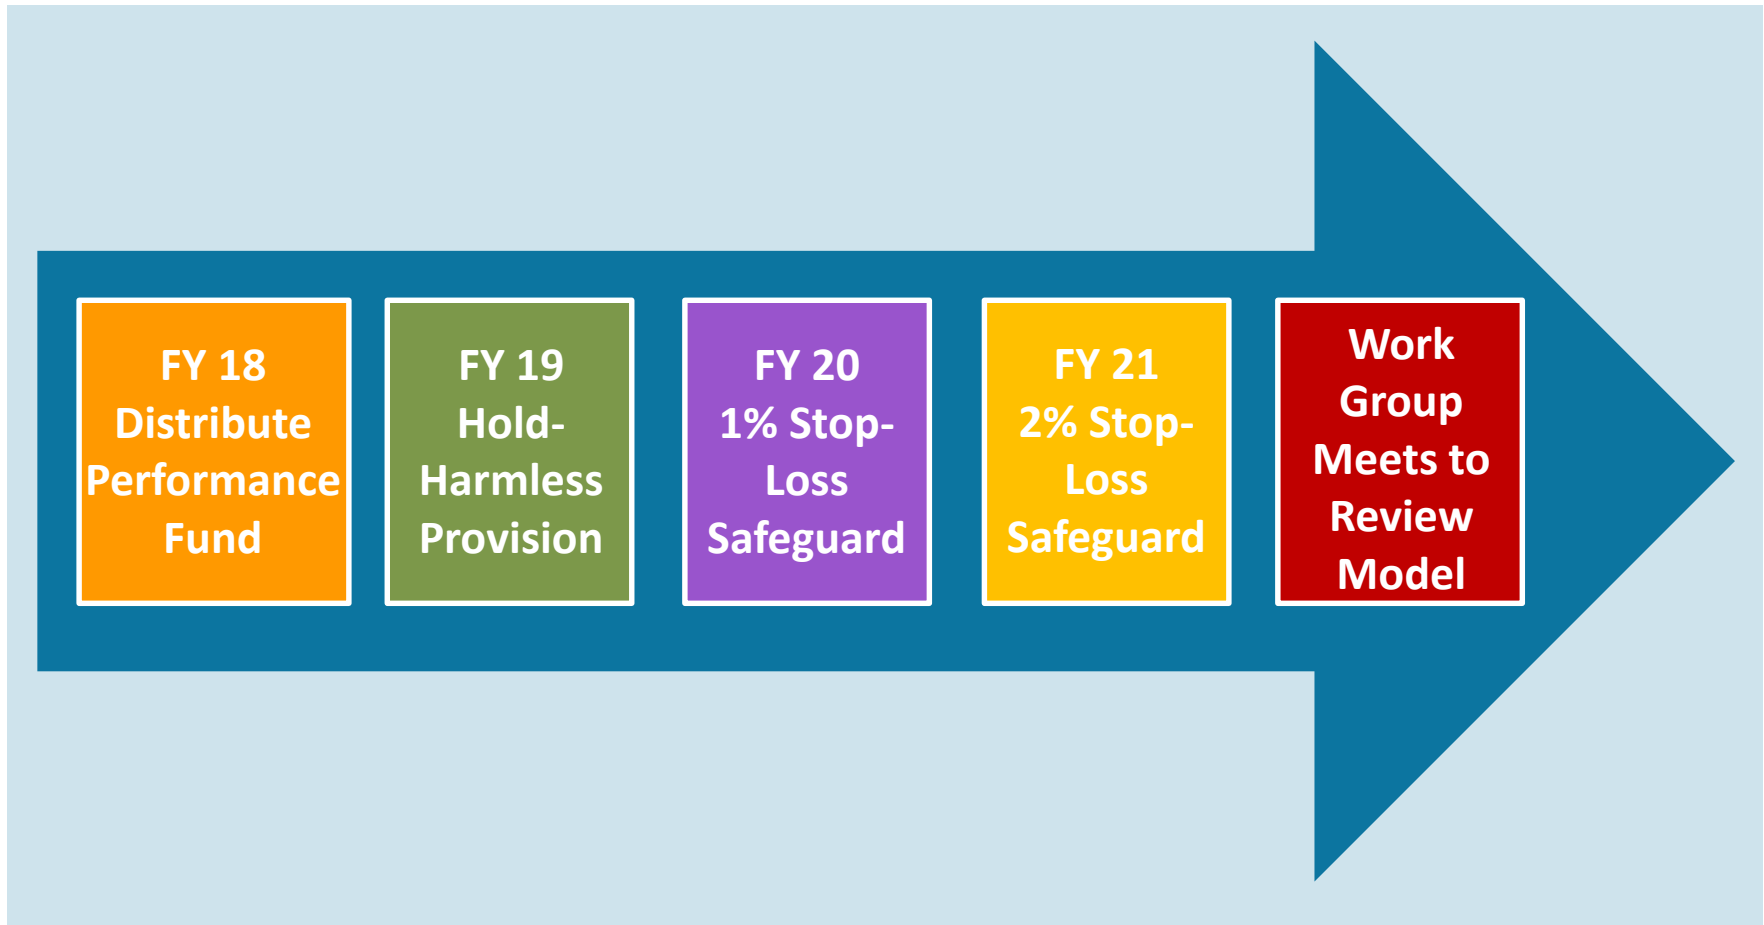 FY 18
Distribute
Performance
Fund
FY 19
Hold-
Harmless
Provision
FY 20
1% Stop-
Loss
Safeguard
FY 21
2% Stop-
Loss
Safeguard
Work
Group
Meets to
Review
Model